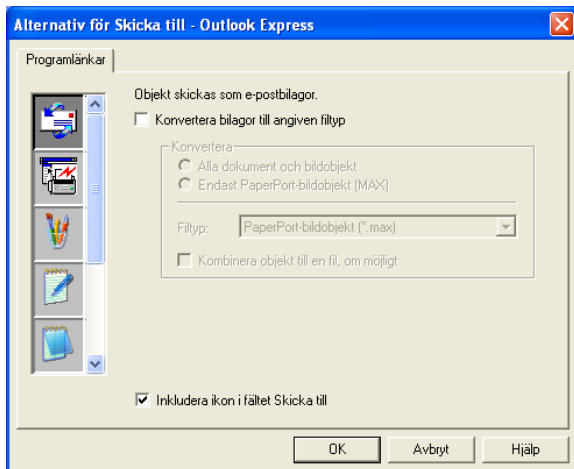 Alternativ för Skicka till - Outlook Express
Programlänkar
Objekt skickas som e-postbilagor.
Konvertera bilagor till angiven filtyp
Konvertera
Alla dokument och bildobjekt
Endast PaperPort-bildobjekt (MAX)
Filtyp: PaperPort-bildobjekt (*.max)
Kombinera objekt till en fil, om möjligt
Inkludera ikon i fältet Skicka till
OK Avbryt Hjälp